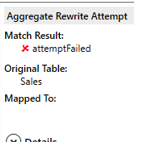 Aggregate Rewrite Attempt
Match Result:
attemptFailed
Original Table:
Sales
Mapped To:
Details